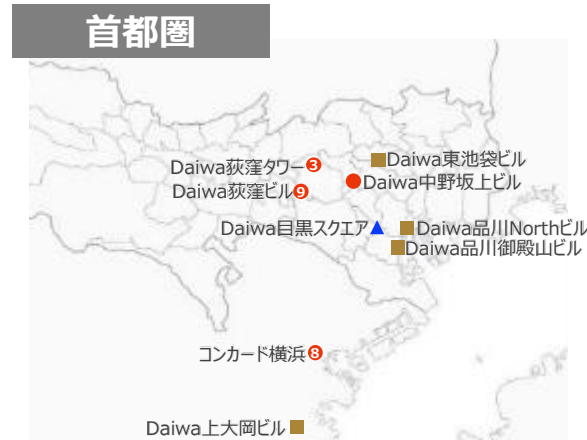 首都圏
Daiwa東池袋ビル
Daiwa荻窪タワー❸
Daiwa中野坂上ビル
Daiwa荻窪ビル❾
Daiwa目黒スクエア
Daiwa品川Northビル
Daiwa品川御殿山ビル
コンカード横浜❽
Daiwa上大岡ビル